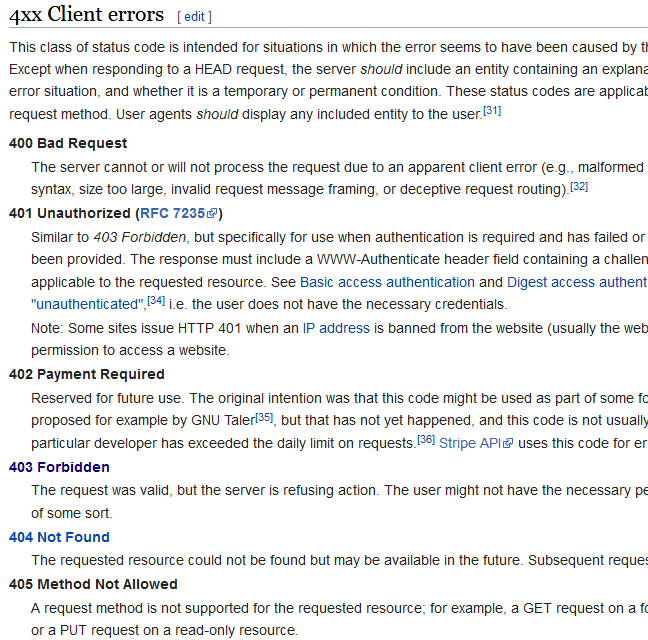 4xx Client errors [ edit ]
This class of status code is intended for situations in which the error seems to have been caused by
Except when responding to a HEAD request, the server should include an entity containing an
error situation, and whether it is a temporary or permanent condition. These status codes are
request method. User agents should display any included entity to the user.[31]
400 Bad Request
The server cannot or will not process the request due to an apparent client error (e.g., malformed
syntax, size too large, invalid request message framing, or deceptive request routing).[32]
401 Unauthorized (RFC 7235)
Similar to 403 Forbidden, but specifically for use when authentication is required and has failed or
been provided. The response must include a WWW-Authenticate header field containing a
applicable to the requested resource. See Basic access authentication and Digest access
"unauthenticated",[34] i.e. the user does not have the necessary credentials.
Note: Some sites issue HTTP 401 when an IP address is banned from the website (usually the
permission to access a website.
402 Payment Required
Reserved for future use. The original intention was that this code might be used as part of some
proposed for example by GNU Taler[35], but that has not yet happened, and this code is not usually
particular developer has exceeded the daily limit on requests.[36] Stripe API uses this code for
403 Forbidden
The request was valid, but the server is refusing action. The user might not have the necessary
of some sort.
404 Not Found
The requested resource could not be found but may be available in the future. Subsequent
405 Method Not Allowed
A request method is not supported for the requested resource; for example, a GET request on a
or a PUT request on a read-only resource.